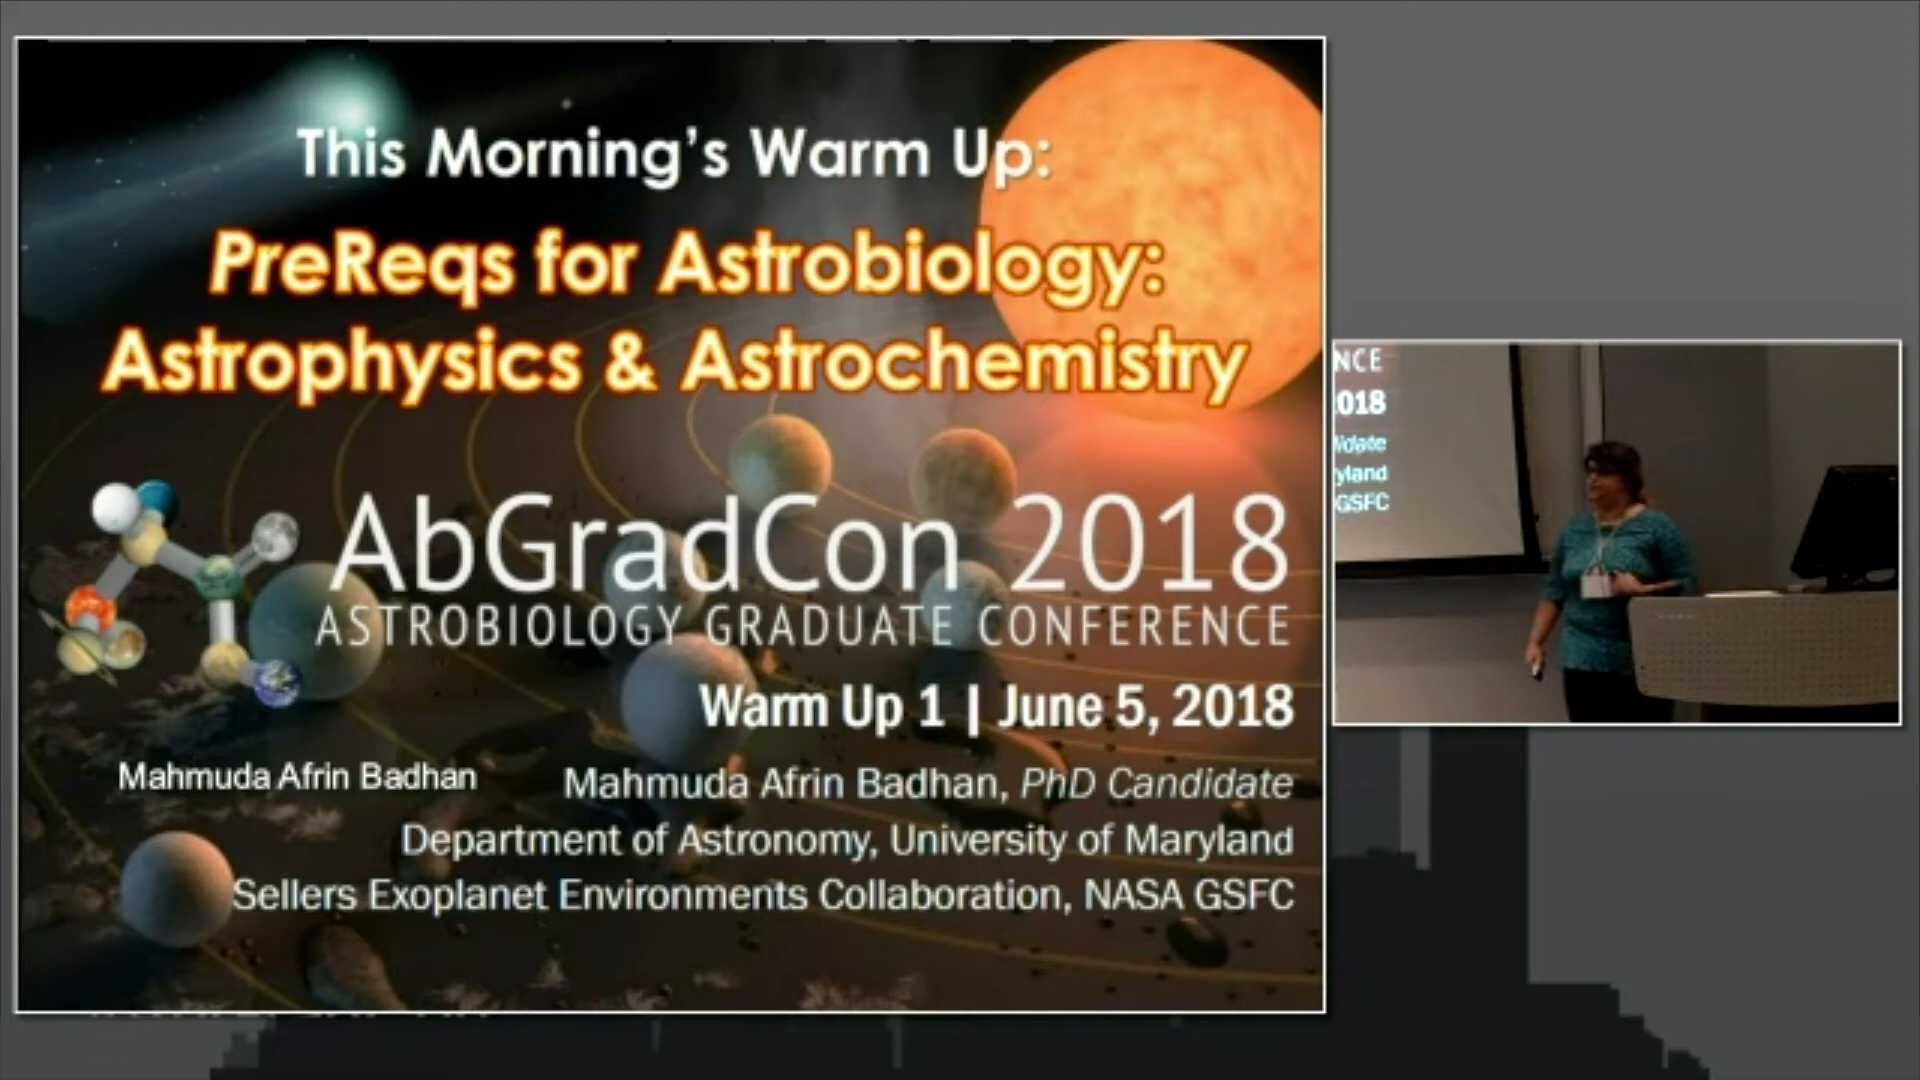 This Morning's Warm Up:
PreReqs for Astrobiology:
Astrophysics & Astrochemistry
AbGradCon 2018
ASTROBIOLOGY GRADUATE CONFERENCE
Warm Up 1 | June 5, 2018
Mahmuda Afrin Badhan
Mahmuda Afrin Badhan, PhD Candidate
Department of Astronomy, University of Maryland
Sellers Exoplanet Environments Collaboration, NASA GSFC
NCE
018
idate
yland
GSFC